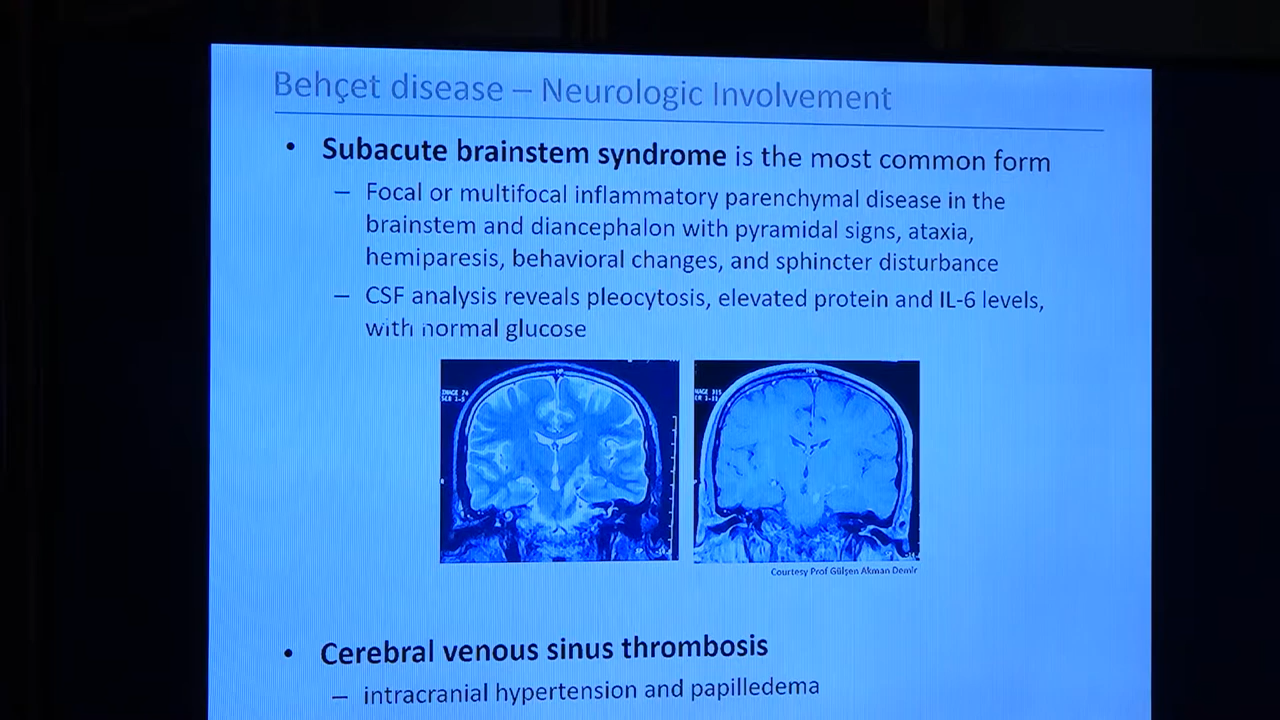 Behçet disease – Neurologic Involvement
• Subacute brainstem syndrome is the most common form
– Focal or multifocal inflammatory parenchymal disease in the
brainstem and diancephalon with pyramidal signs, ataxia,
hemiparesis, behavioral changes, and sphincter disturbance
– CSF analysis reveals pleocytosis, elevated protein and IL-6 levels,
with normal glucose
Courtesy Prof Gülşen Akman Demir
• Cerebral venous sinus thrombosis
– intracranial hypertension and papilledema